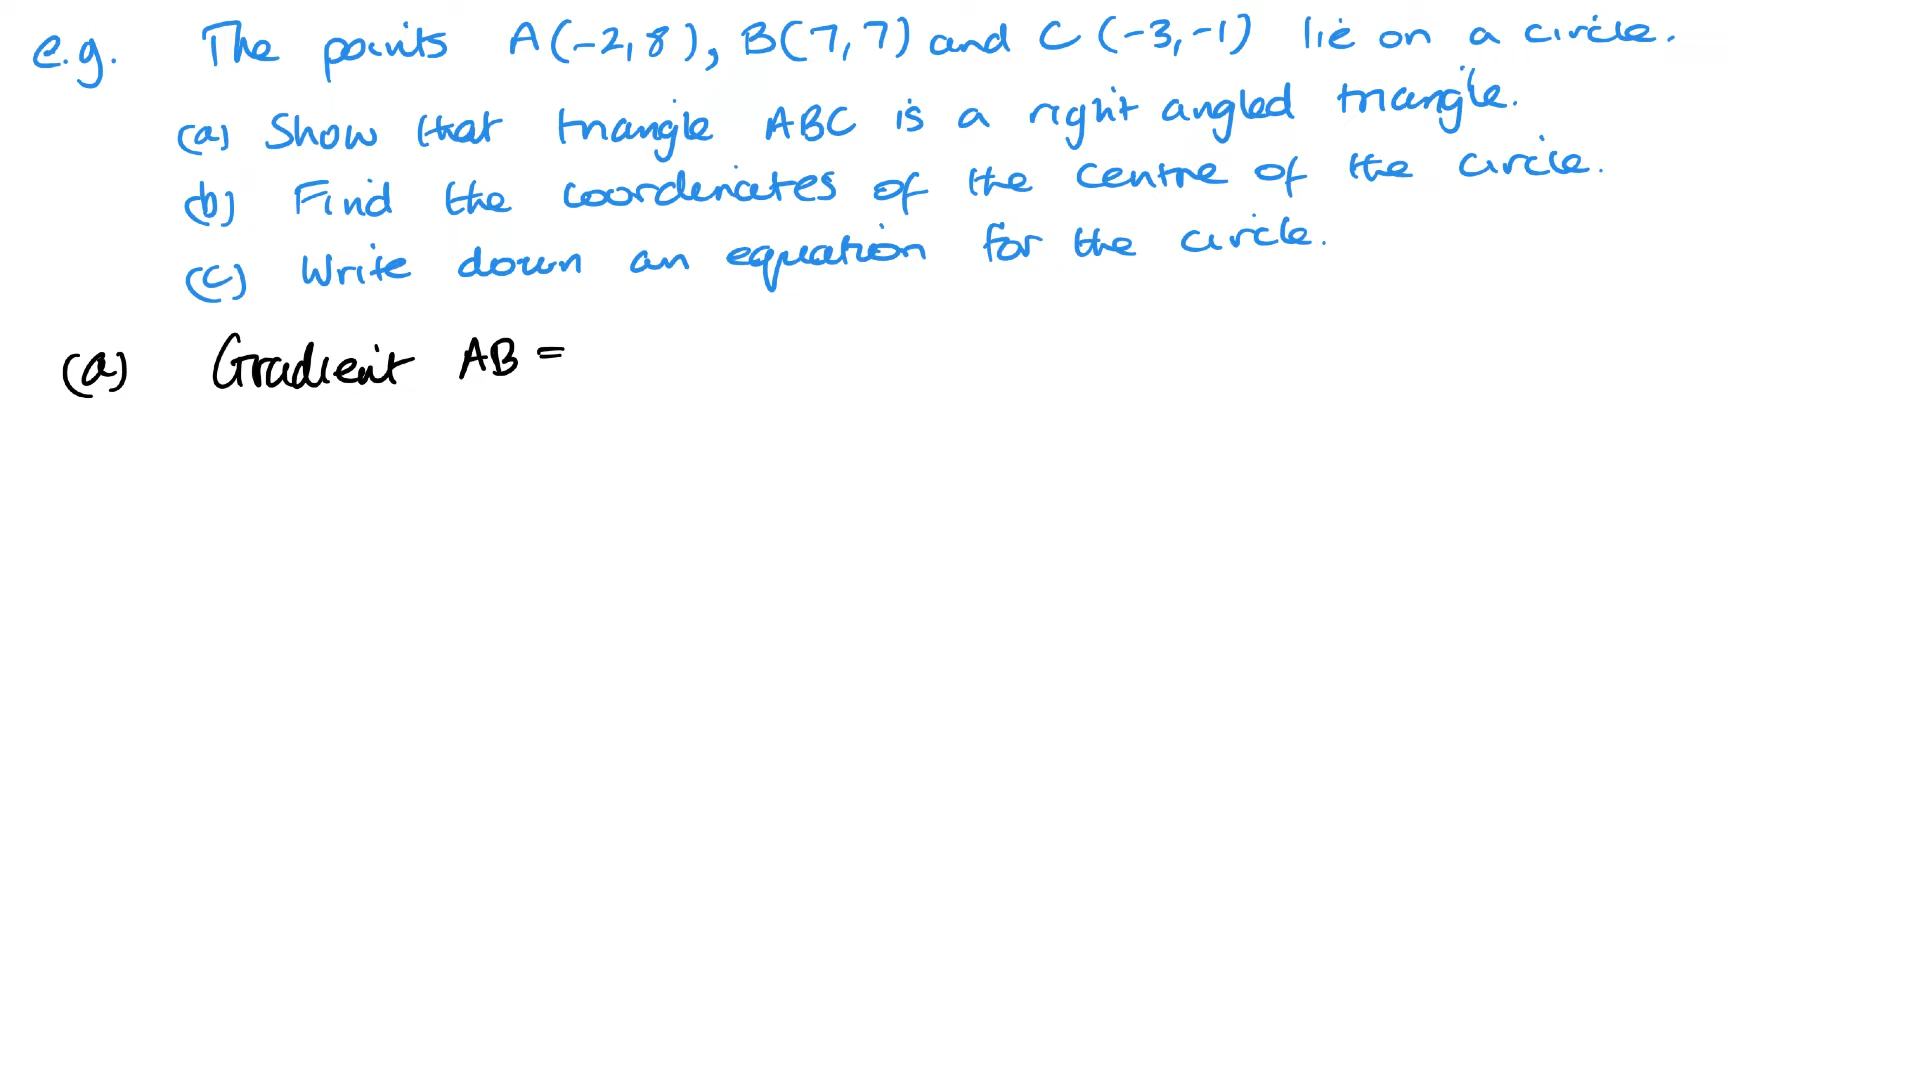 e.g. The points A(-2,8), B(7,7) and C(-3,-1) lie on a circle.
(a) Show that triangle ABC is a right angled triangle.
(b) Find the coordinates of the centre of the circle.
(c) Write down an equation for the circle.
(a) Gradient AB =